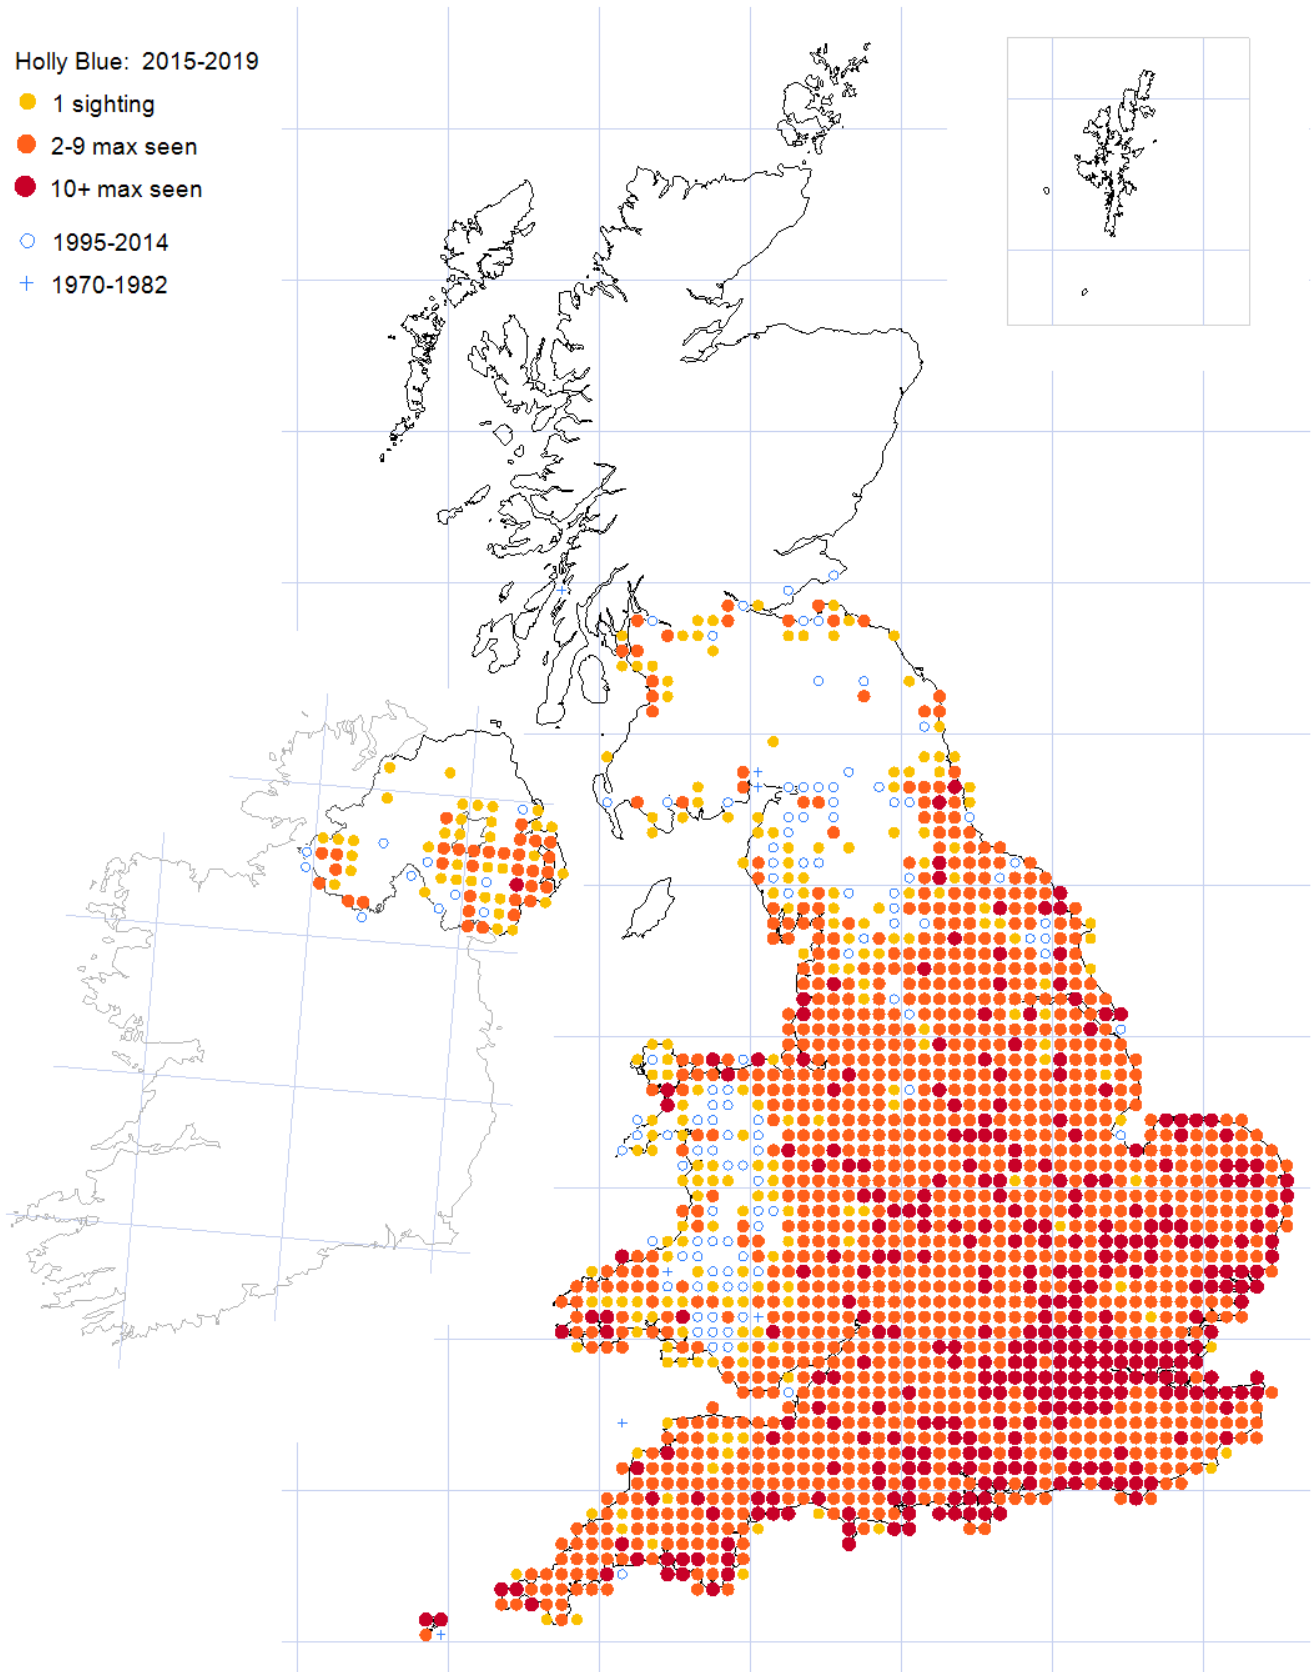 Holly Blue: 2015-2019
1 sighting
2-9 max seen
10+ max seen
1995-2014
1970-1982